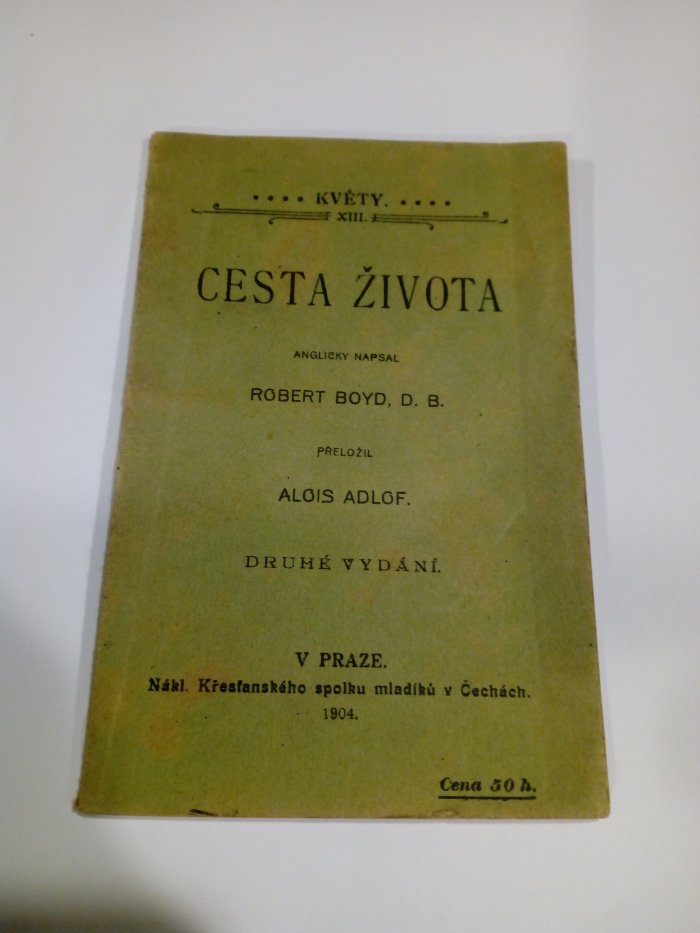 .... KVĚTY. ....
XIII.
CESTA ŽIVOTA
ANGLICKY NAPSAL
ROBERT BOYD, D. B.
PŘELOŽIL
ALOIS ADLOF.
DRUHÉ VYDÁNÍ.
V PRAZE.
Nákl. Křesťanského spolku mladíků v Čechách.
1904.
Cena 50 h.